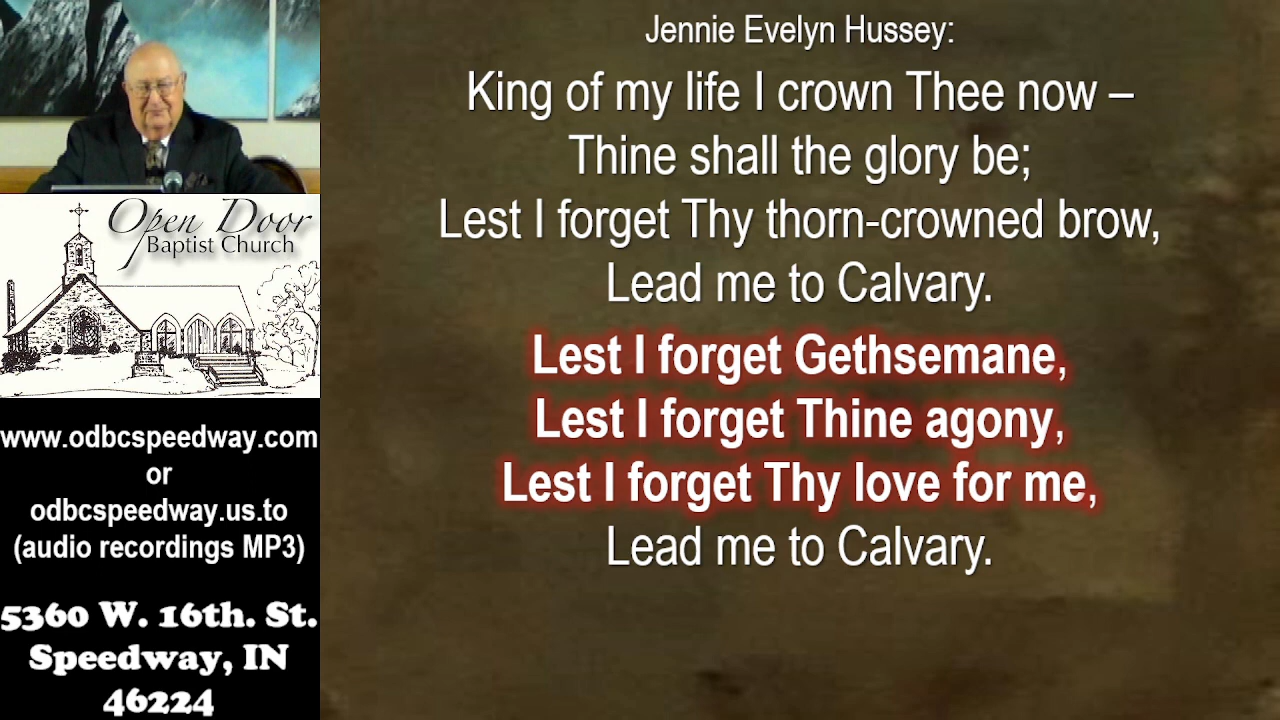 Open Door
Baptist Church
www.odbcspeedway.com
or
odbcspeedway.us.to
(audio recordings MP3)
5360 W. 16th. St.
Speedway, IN
46224
Jennie Evelyn Hussey:
King of my life I crown Thee now –
Thine shall the glory be;
Lest I forget Thy thorn-crowned brow,
Lead me to Calvary.
Lest I forget Gethsemane,
Lest I forget Thine agony,
Lest I forget Thy love for me,
Lead me to Calvary.